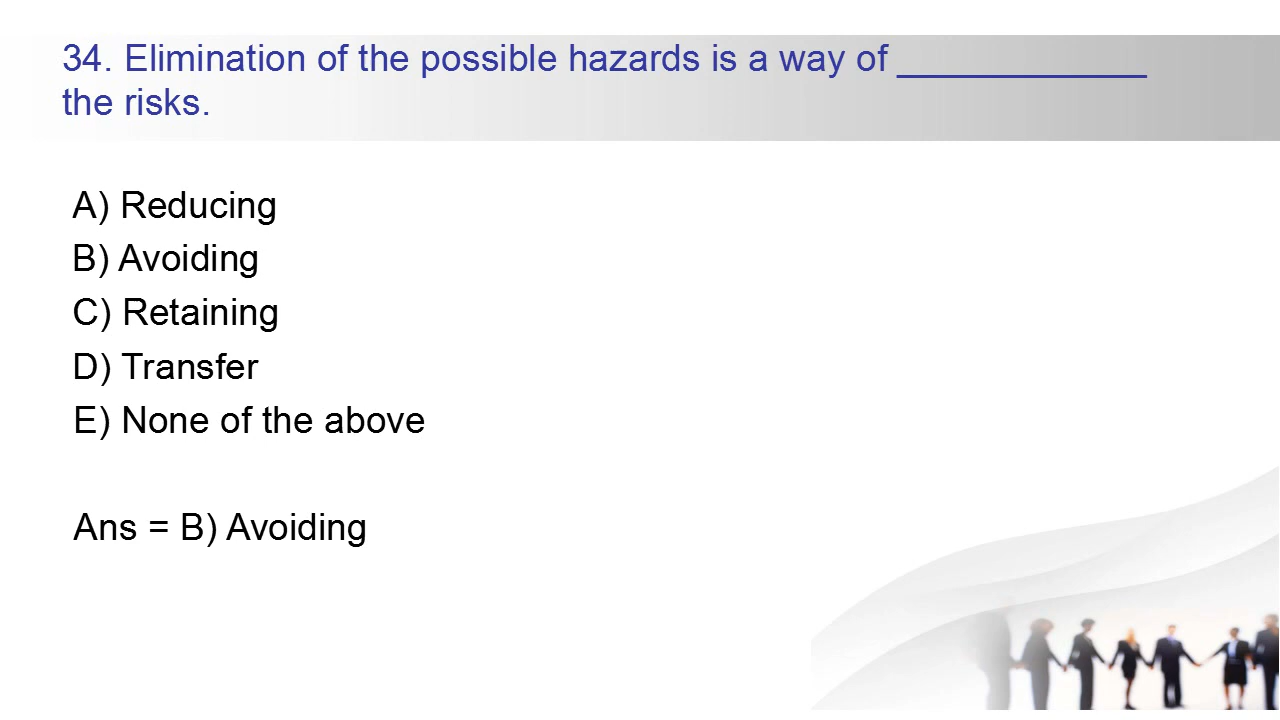 34. Elimination of the possible hazards is a way of ____________
the risks.
A) Reducing
B) Avoiding
C) Retaining
D) Transfer
E) None of the above
Ans = B) Avoiding